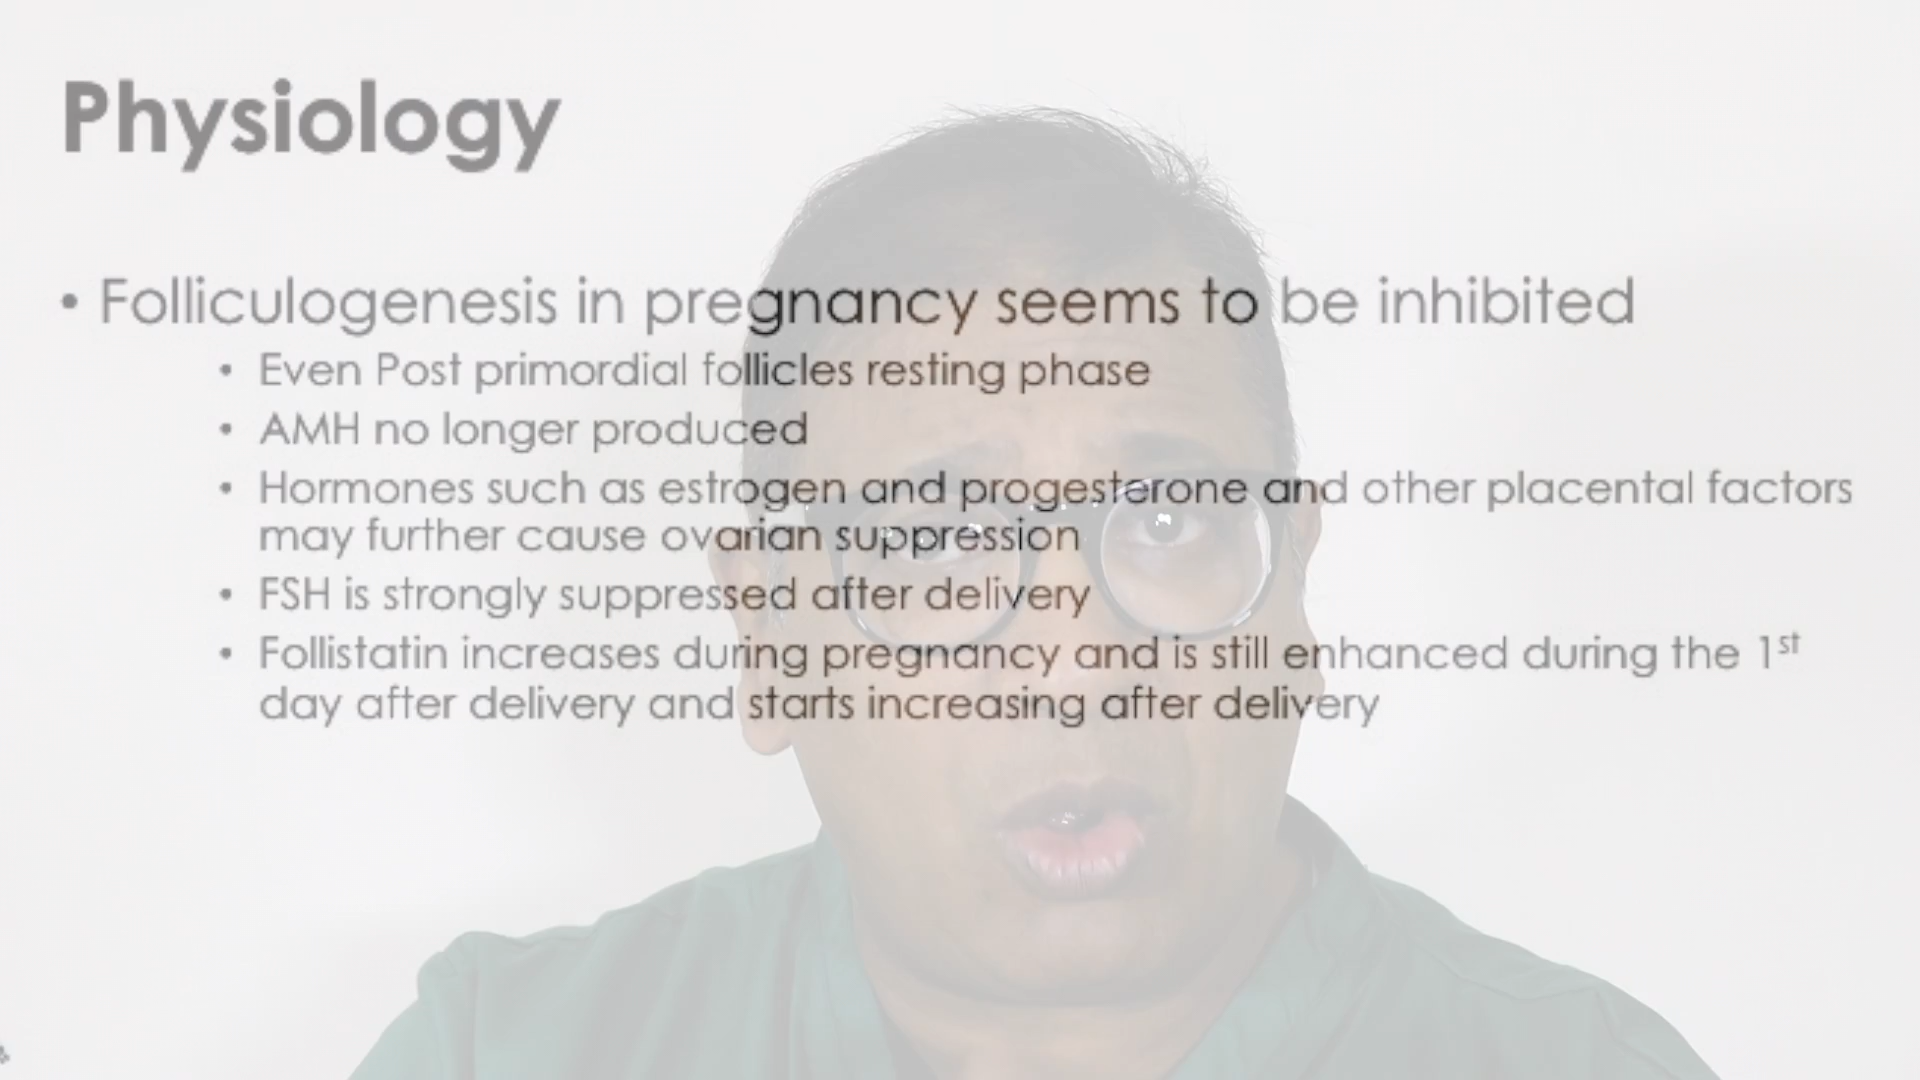 Physiology
• Folliculogenesis in pregnancy seems to be inhibited
• Even Post primordial follicles resting phase
• AMH no longer produced
• Hormones such as estrogen and progesterone and other placental factors
may further cause ovarian suppression
• FSH is strongly suppressed after delivery
• Follistatin increases during pregnancy and is still enhanced during the 1st
day after delivery and starts increasing after delivery